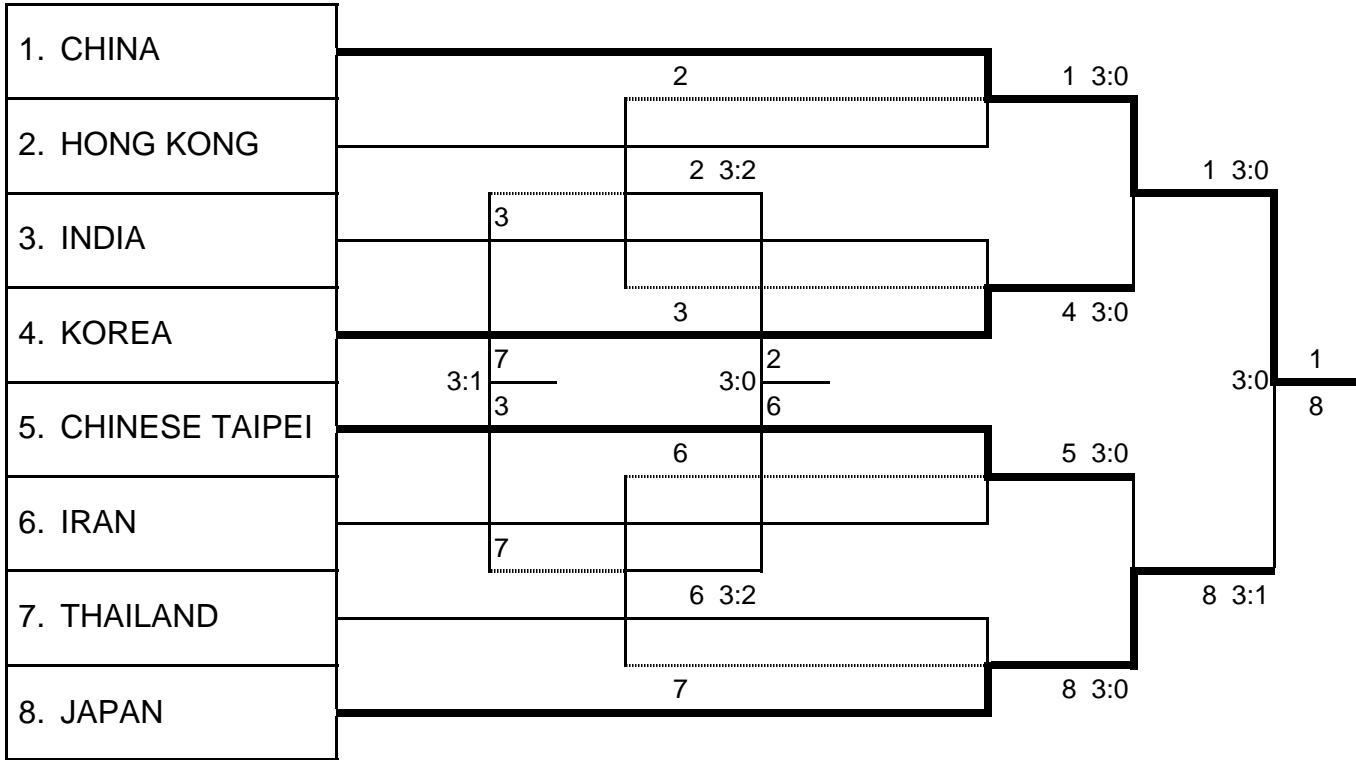 1. CHINA
2 1 3:0
2. HONG KONG
2 3:2 1 3:0
3
3. INDIA
3 4 3:0
4. KOREA
7 2 1
3:1 3:0 3:0
3 6 8
5. CHINESE TAIPEI
6 5 3:0
6. IRAN
7
6 3:2 8 3:1
7. THAILAND
7 8 3:0
8. JAPAN